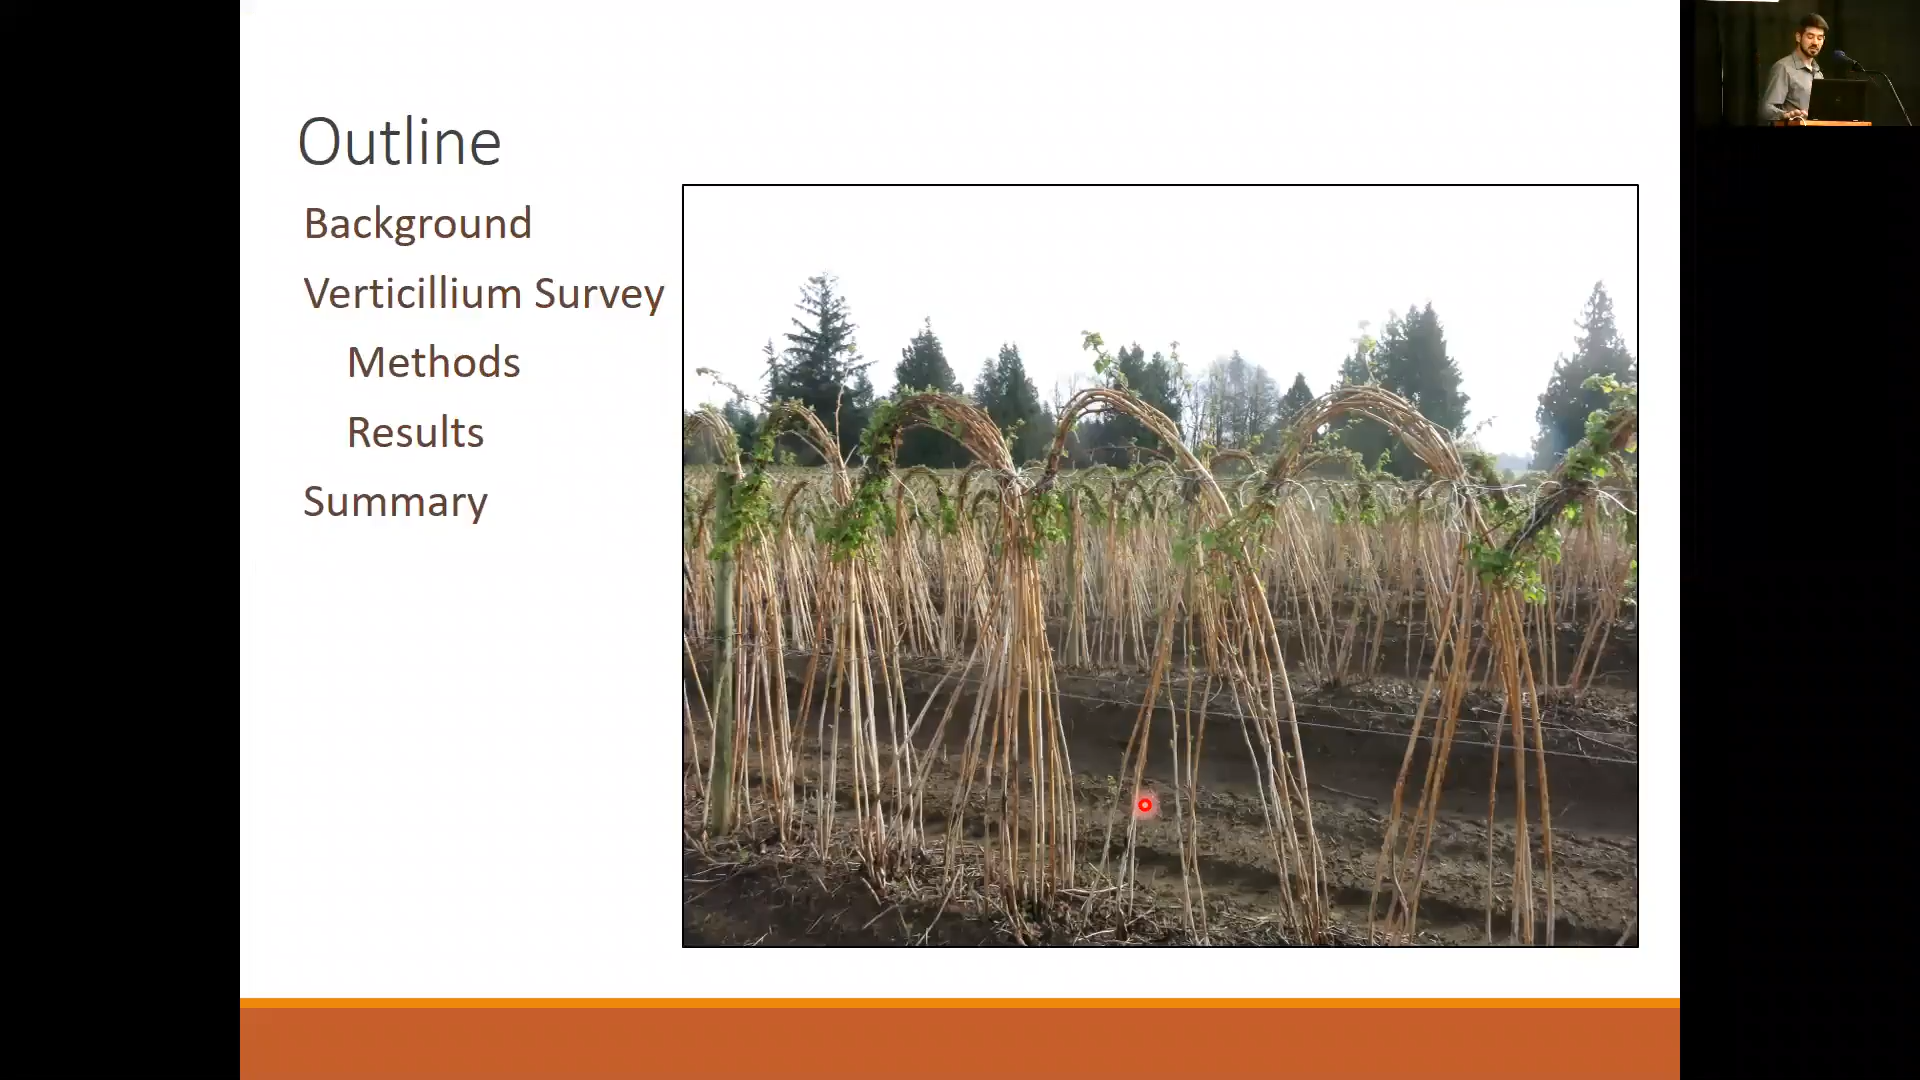 Outline
Background
Verticillium Survey
Methods
Results
Summary